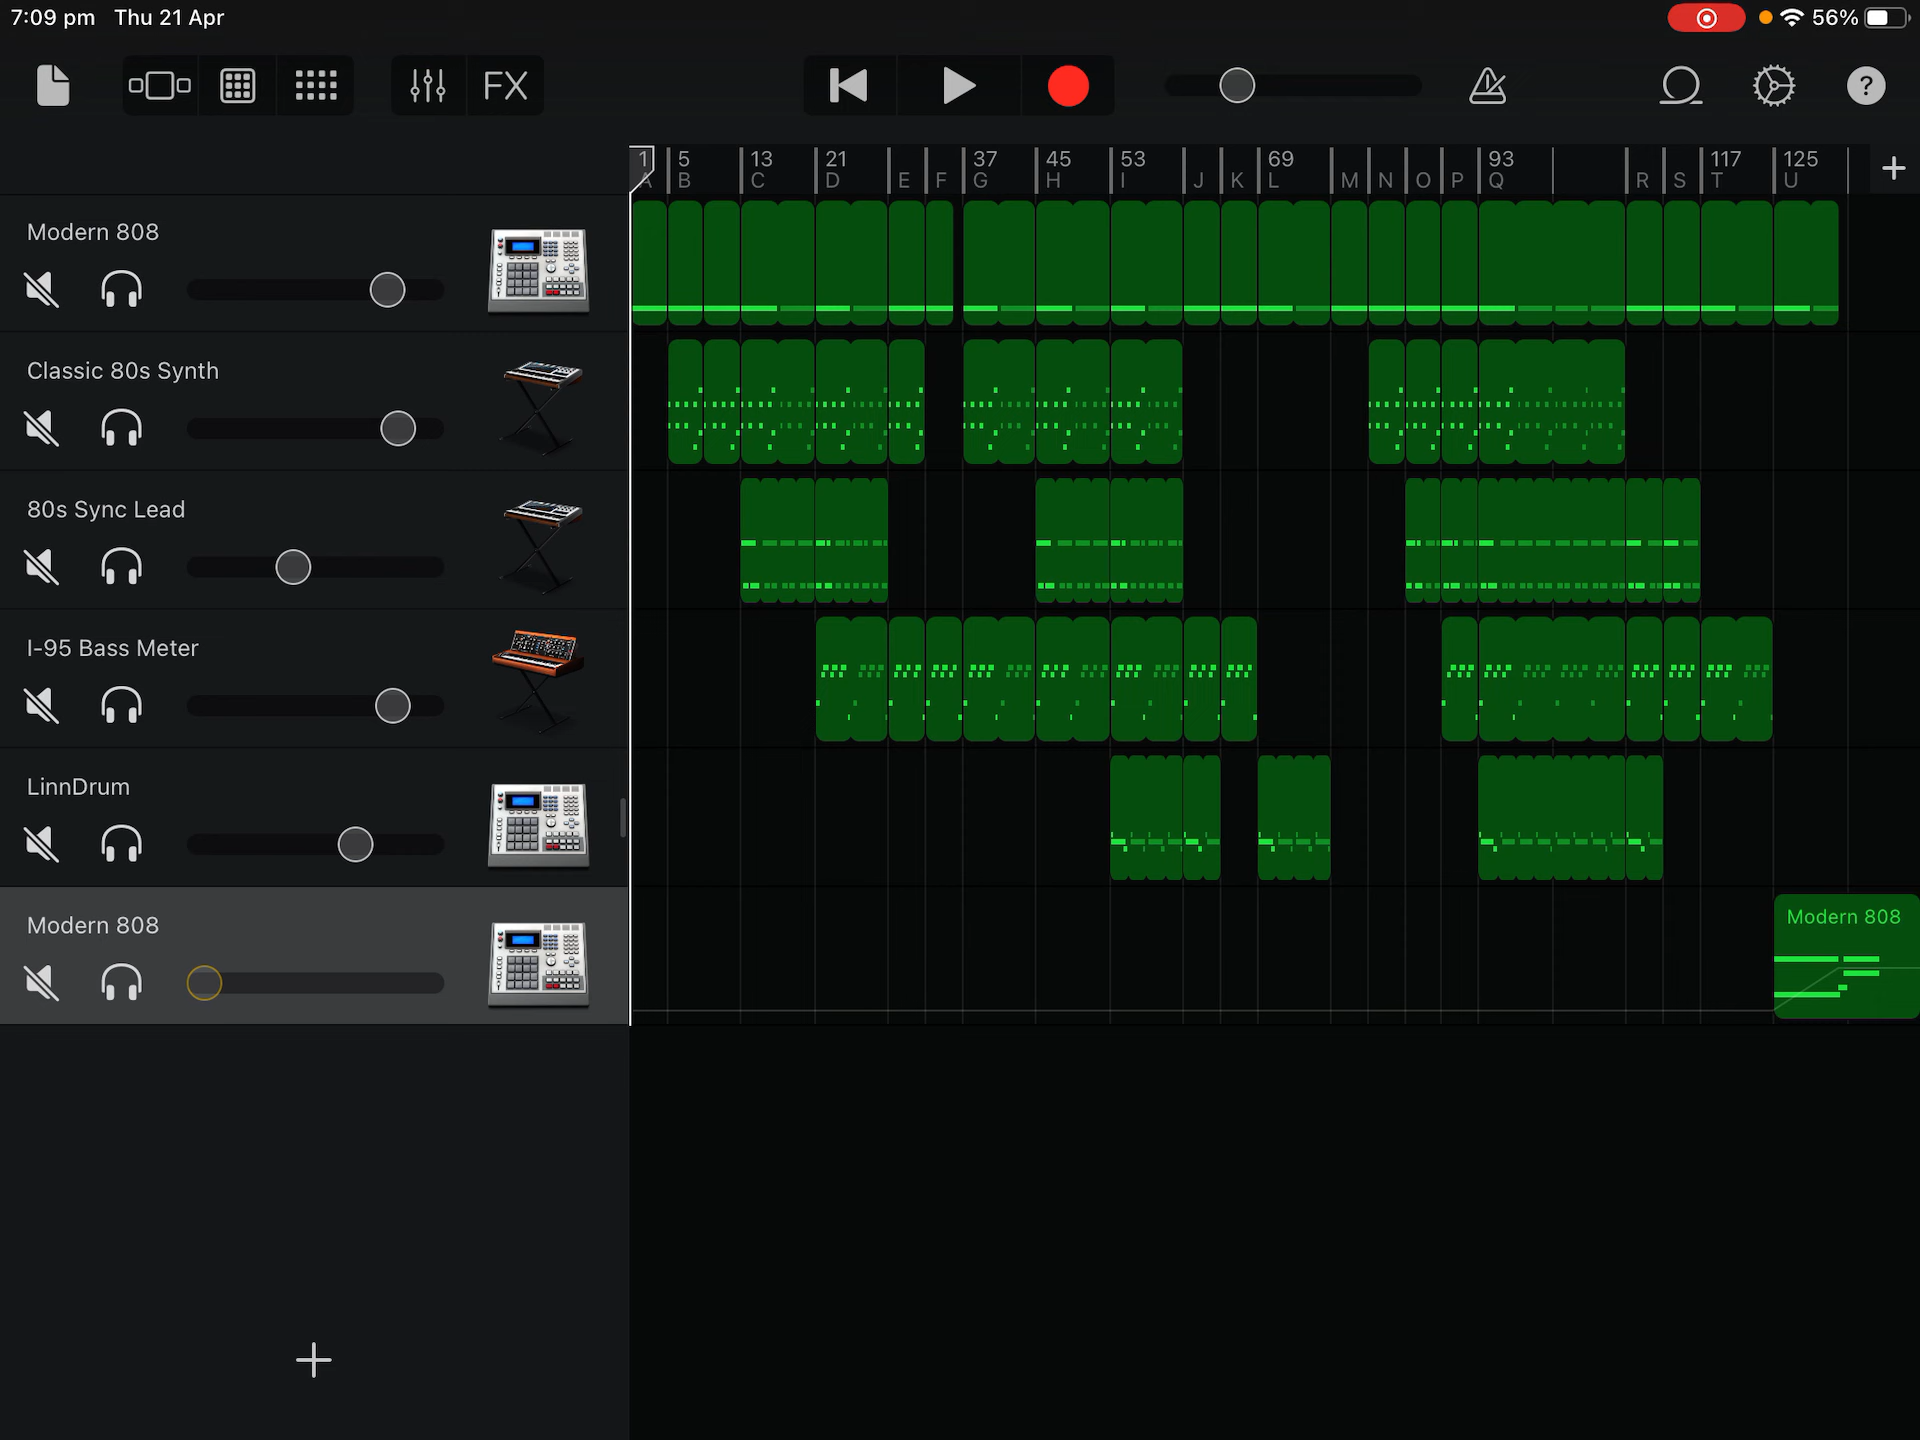 7:09 pm Thu 21 Apr 56%
FX ?
1 5 13 21 37 45 53 69 93 117 125
A B C D E F G H I J K L M N O P Q R S T U
Modern 808
Classic 80s Synth
80s Sync Lead
I-95 Bass Meter
LinnDrum
Modern 808
Modern 808